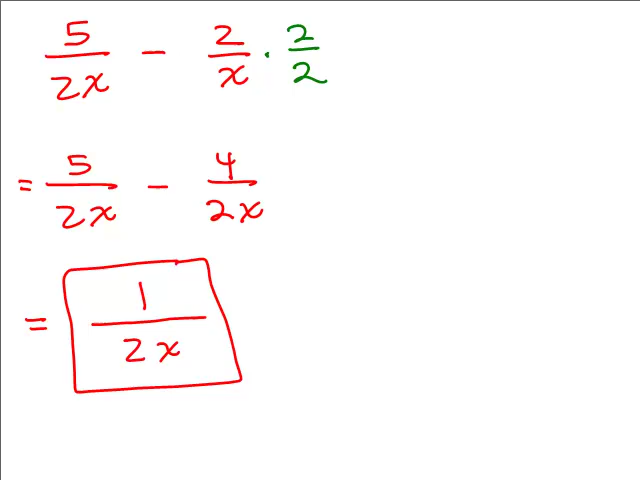 5/2x - 2/x · 2/2
= 5/2x - 4/2x
= 1/2x